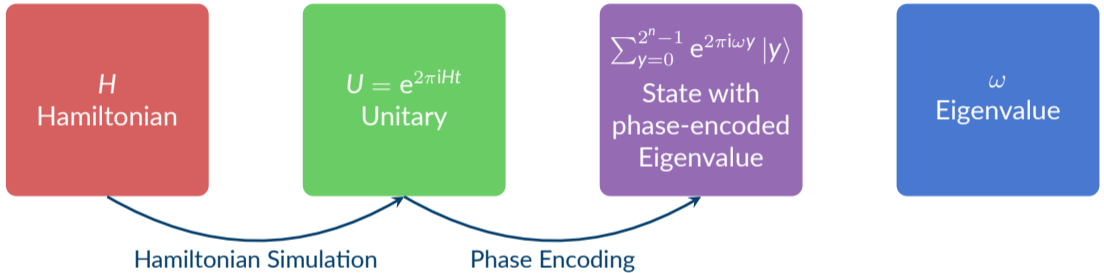 H
Hamiltonian
U = e^{2πiHt}
Unitary
∑_{y=0}^{2^n−1} e^{2πiωy} |y⟩
State with
phase-encoded
Eigenvalue
ω
Eigenvalue
Hamiltonian Simulation
Phase Encoding